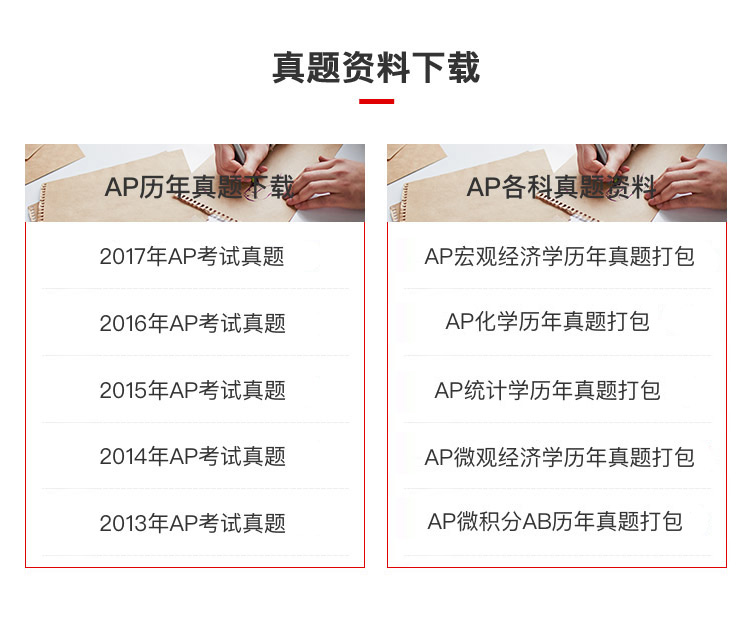 真题资料下载
AP历年真题下载
2017年AP考试真题
2016年AP考试真题
2015年AP考试真题
2014年AP考试真题
2013年AP考试真题
AP各科真题资料
AP宏观经济学历年真题打包
AP化学历年真题打包
AP统计学历年真题打包
AP微观经济学历年真题打包
AP微积分AB历年真题打包